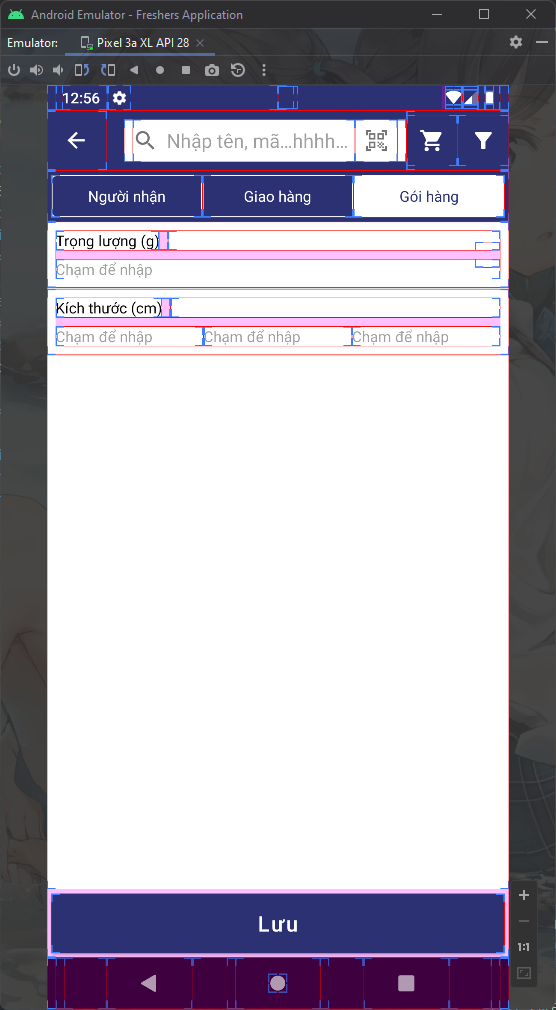 Android Emulator - Freshers Application
Emulator: Pixel 3a XL API 28
12:56
Nhập tên, mã...hhhh...
Người nhận Giao hàng Gói hàng
Trọng lượng (g)
Chạm để nhập
Kích thước (cm)
Chạm để nhập Chạm để nhập Chạm để nhập
Lưu
1:1